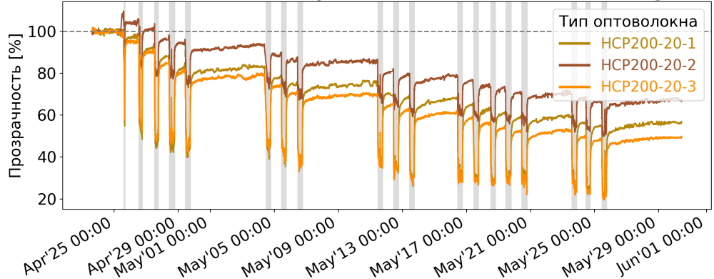 Прозрачность [%]
100
80
60
40
20
Тип оптоволокна
HCP200-20-1
HCP200-20-2
HCP200-20-3
Apr'25 00:00
Apr'29 00:00
May'01 00:00
May'05 00:00
May'09 00:00
May'13 00:00
May'17 00:00
May'21 00:00
May'25 00:00
May'29 00:00
Jun'01 00:00